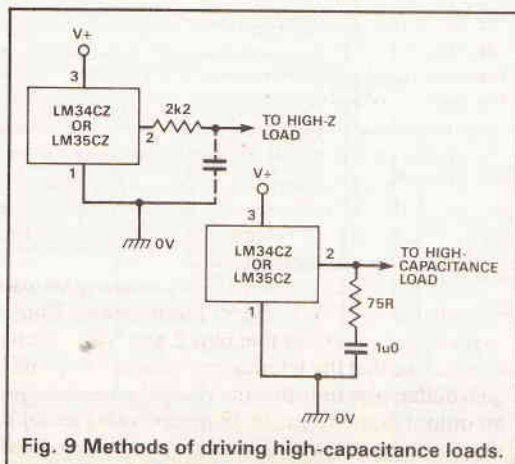 V+
3
LM34CZ
OR
LM35CZ
2k2
2
TO HIGH-Z
LOAD
1
0V
V+
3
LM34CZ
OR
LM35CZ
2
TO HIGH-
CAPACITANCE
LOAD
1
75R
1u0
0V
Fig. 9 Methods of driving high-capacitance loads.